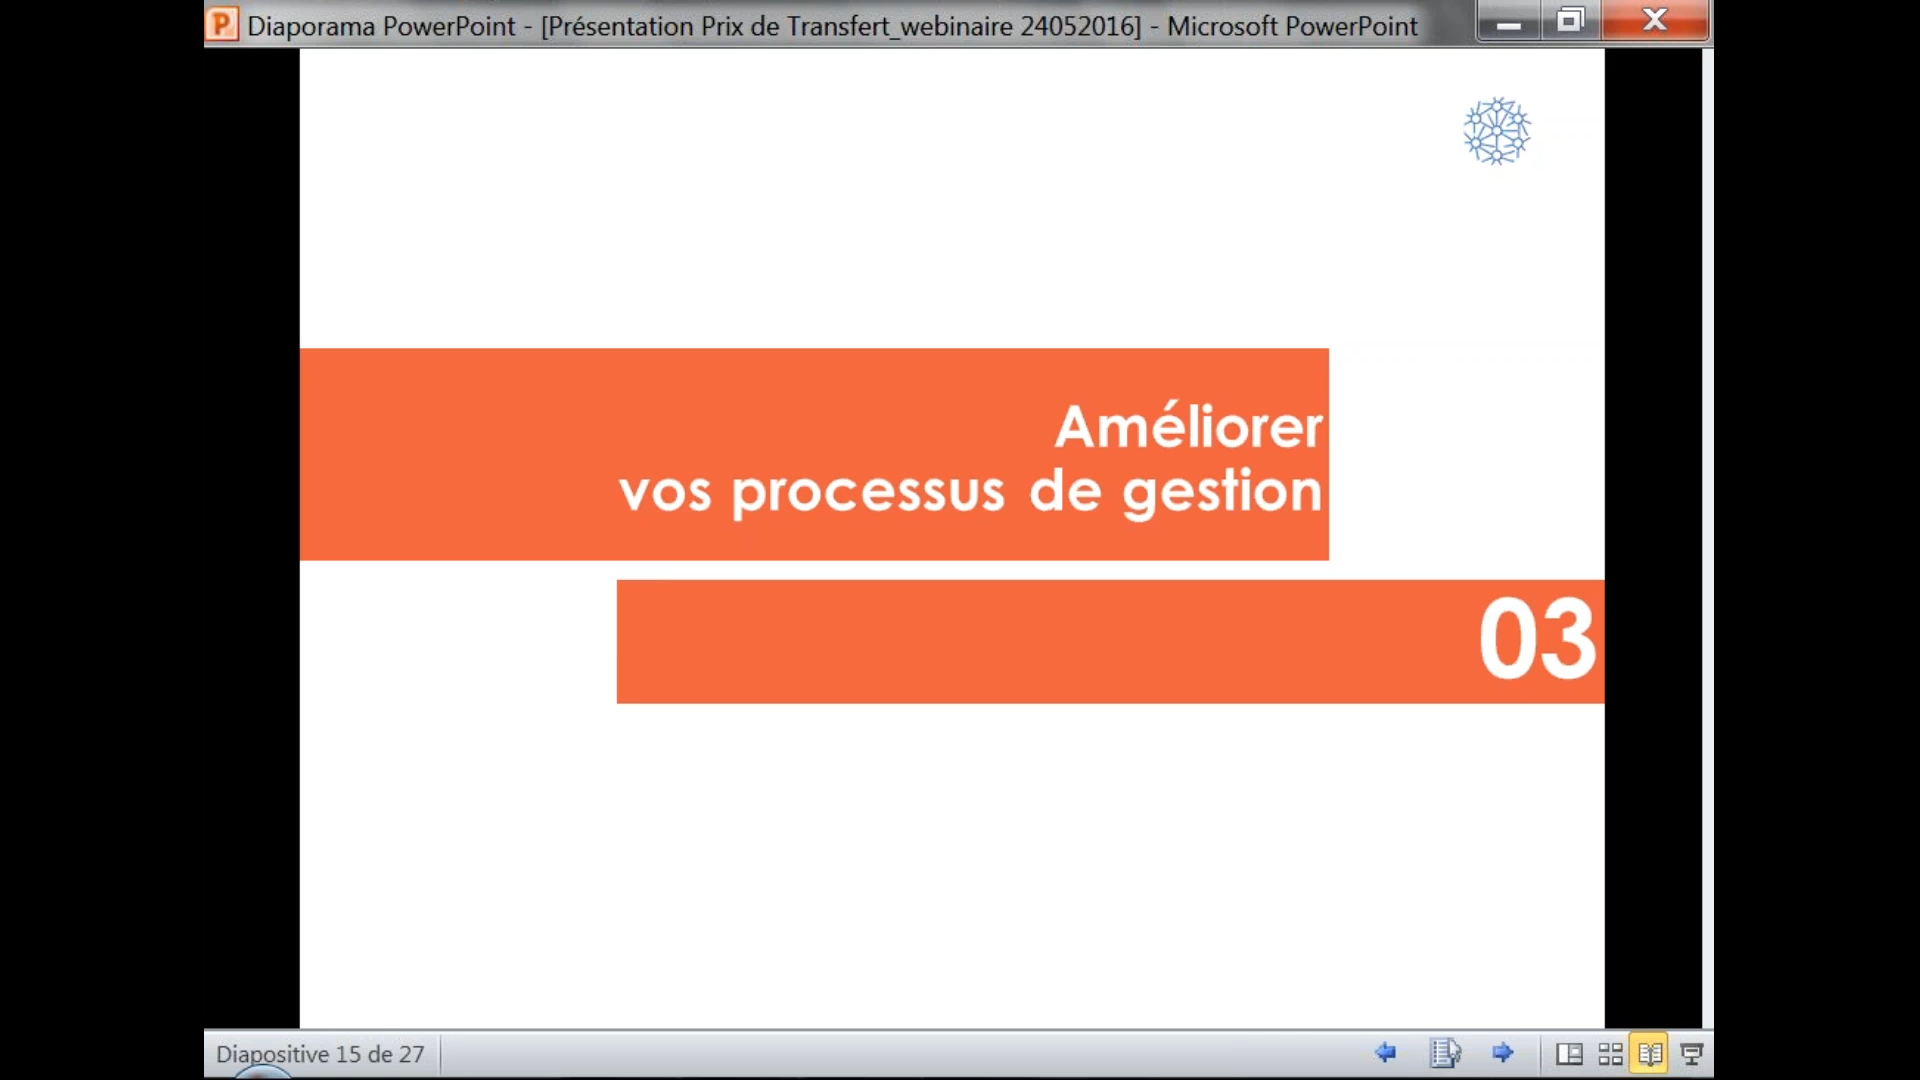 Diaporama PowerPoint - [Présentation Prix de Transfert_webinaire 24052016] - Microsoft PowerPoint
Améliorer
vos processus de gestion
03
Diapositive 15 de 27